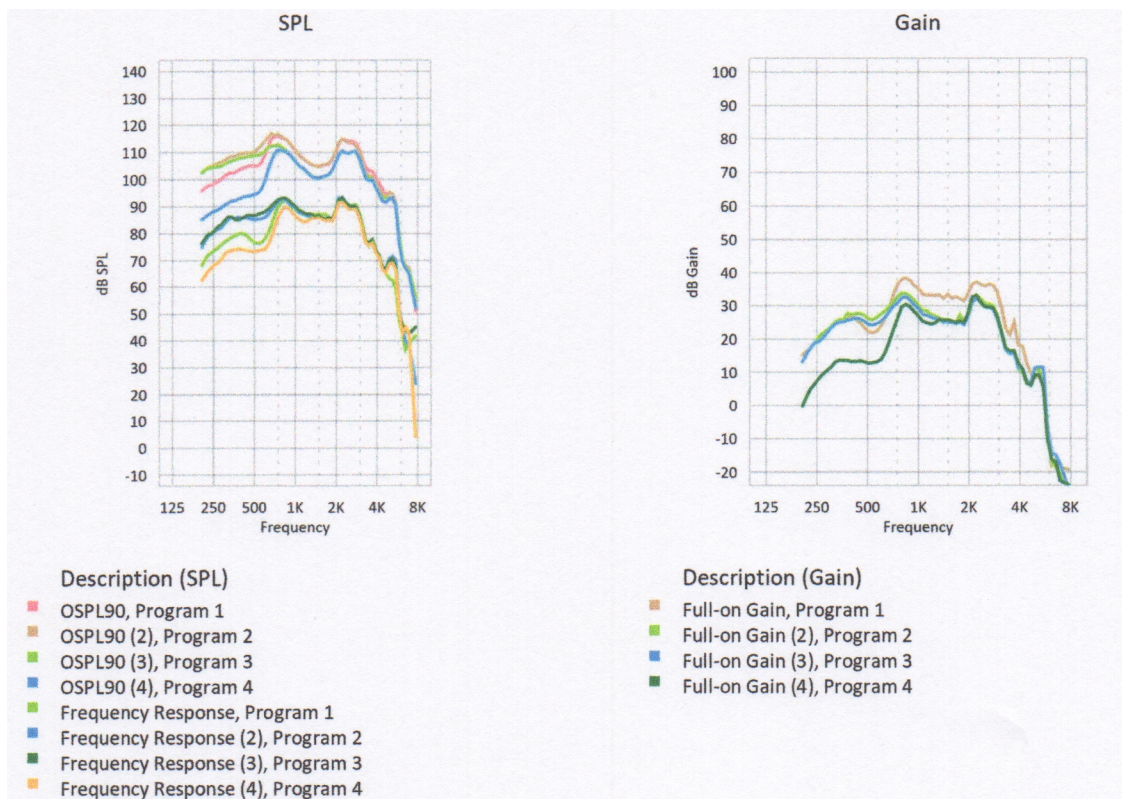 SPL
140
130
120
110
100
90
80
70
60
50
40
30
20
10
0
-10
dB SPL
125 250 500 1K 2K 4K 8K
Frequency
Description (SPL)
OSPL90, Program 1
OSPL90 (2), Program 2
OSPL90 (3), Program 3
OSPL90 (4), Program 4
Frequency Response, Program 1
Frequency Response (2), Program 2
Frequency Response (3), Program 3
Frequency Response (4), Program 4
Gain
100
90
80
70
60
50
40
30
20
10
0
-10
-20
dB Gain
125 250 500 1K 2K 4K 8K
Frequency
Description (Gain)
Full-on Gain, Program 1
Full-on Gain (2), Program 2
Full-on Gain (3), Program 3
Full-on Gain (4), Program 4